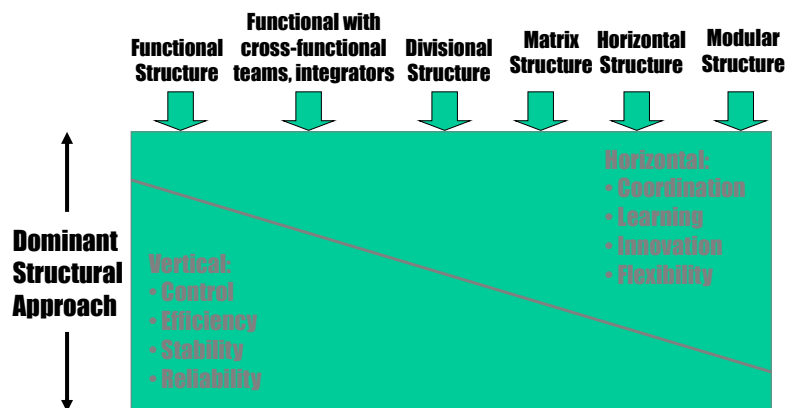 Functional
Structure
Functional with
cross-functional
teams, integrators
Divisional
Structure
Matrix
Structure
Horizontal
Structure
Modular
Structure
Dominant
Structural
Approach
Horizontal:
• Coordination
• Learning
• Innovation
• Flexibility
Vertical:
• Control
• Efficiency
• Stability
• Reliability